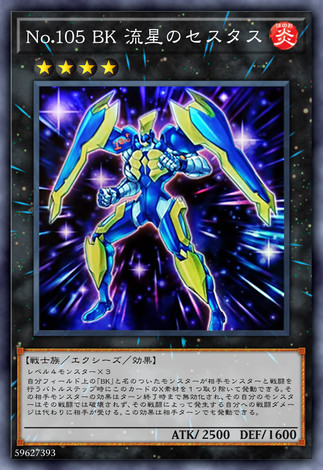 No.105 BK 流星のセスタス
炎
【戦士族／エクシーズ／効果】
レベル４モンスター×３
自分フィールド上の「BK」と名のついたモンスターが相手モンスターと戦闘を
行うバトルステップ時にこのカードのX素材を１つ取り除いて発動できる。そ
の相手モンスターの効果はターン終了時まで無効化され、その自分のモンスタ
ーはその戦闘では破壊されず、その戦闘によって発生する自分への戦闘ダメー
ジは代わりに相手が受ける。この効果は相手ターンでも発動できる。
ATK/ 2500 DEF/1600
59627393